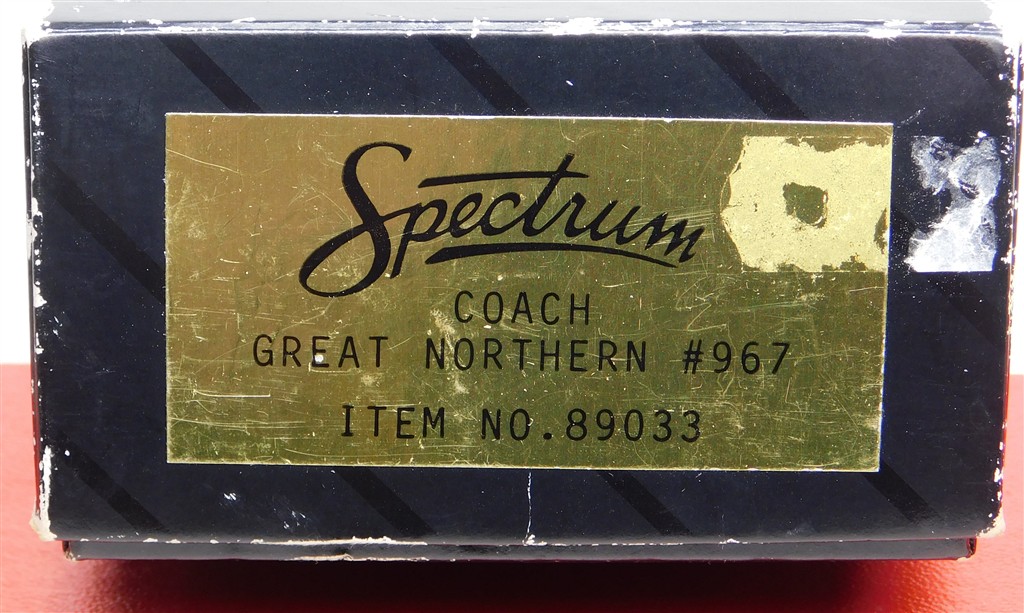 Spectrum
COACH
GREAT NORTHERN #967
ITEM NO.89033